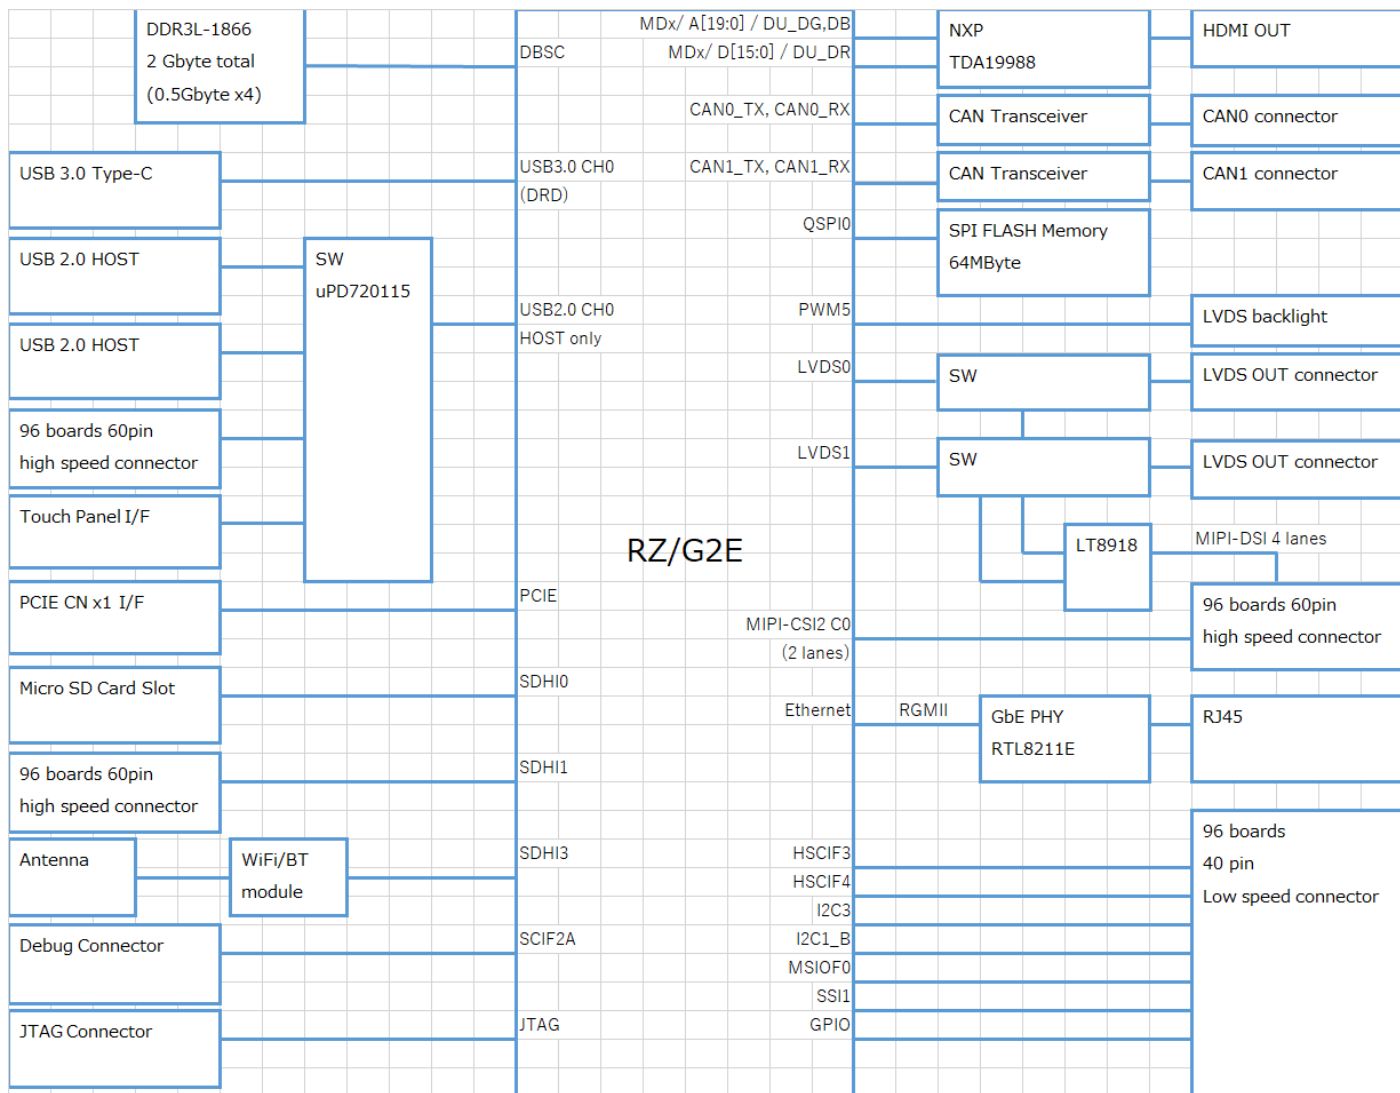 DDR3L-1866
2 Gbyte total
(0.5Gbyte x4)
USB 3.0 Type-C
USB 2.0 HOST
USB 2.0 HOST
96 boards 60pin
high speed connector
Touch Panel I/F
PCIE CN x1 I/F
Micro SD Card Slot
96 boards 60pin
high speed connector
Antenna
WiFi/BT
module
Debug Connector
JTAG Connector
SW
uPD720115
DBSC
USB3.0 CH0
(DRD)
USB2.0 CH0
HOST only
PCIE
SDHI0
SDHI1
SDHI3
SCIF2A
JTAG
RZ/G2E
MDx/ A[19:0] / DU_DG,DB
MDx/ D[15:0] / DU_DR
CAN0_TX, CAN0_RX
CAN1_TX, CAN1_RX
QSPI0
PWM5
LVDS0
LVDS1
MIPI-CSI2 C0
(2 lanes)
Ethernet
RGMII
HSCIF3
HSCIF4
I2C3
I2C1_B
MSIOF0
SSI1
GPIO
NXP
TDA19988
CAN Transceiver
CAN Transceiver
SPI FLASH Memory
64MByte
SW
SW
LT8918
MIPI-DSI 4 lanes
GbE PHY
RTL8211E
HDMI OUT
CAN0 connector
CAN1 connector
LVDS backlight
LVDS OUT connector
LVDS OUT connector
96 boards 60pin
high speed connector
RJ45
96 boards
40 pin
Low speed connector